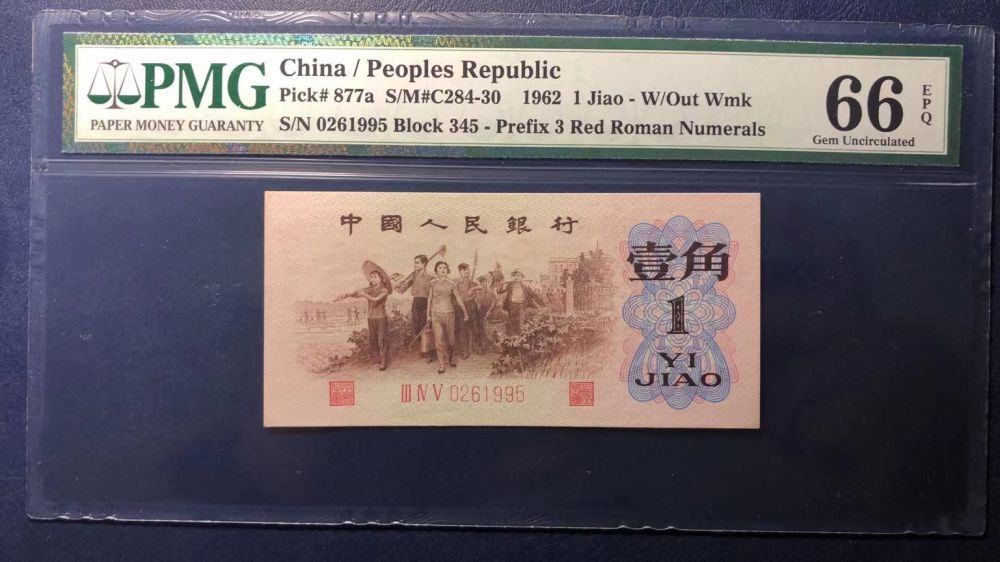 PMG
PAPER MONEY GUARANTY
China / Peoples Republic
Pick# 877a S/M#C284-30 1962 1 Jiao - W/Out Wmk
S/N 0261995 Block 345 - Prefix 3 Red Roman Numerals
66
EPQ
Gem Uncirculated
中國人民銀行
壹角
1
YI
JIAO
III IV V 0261995